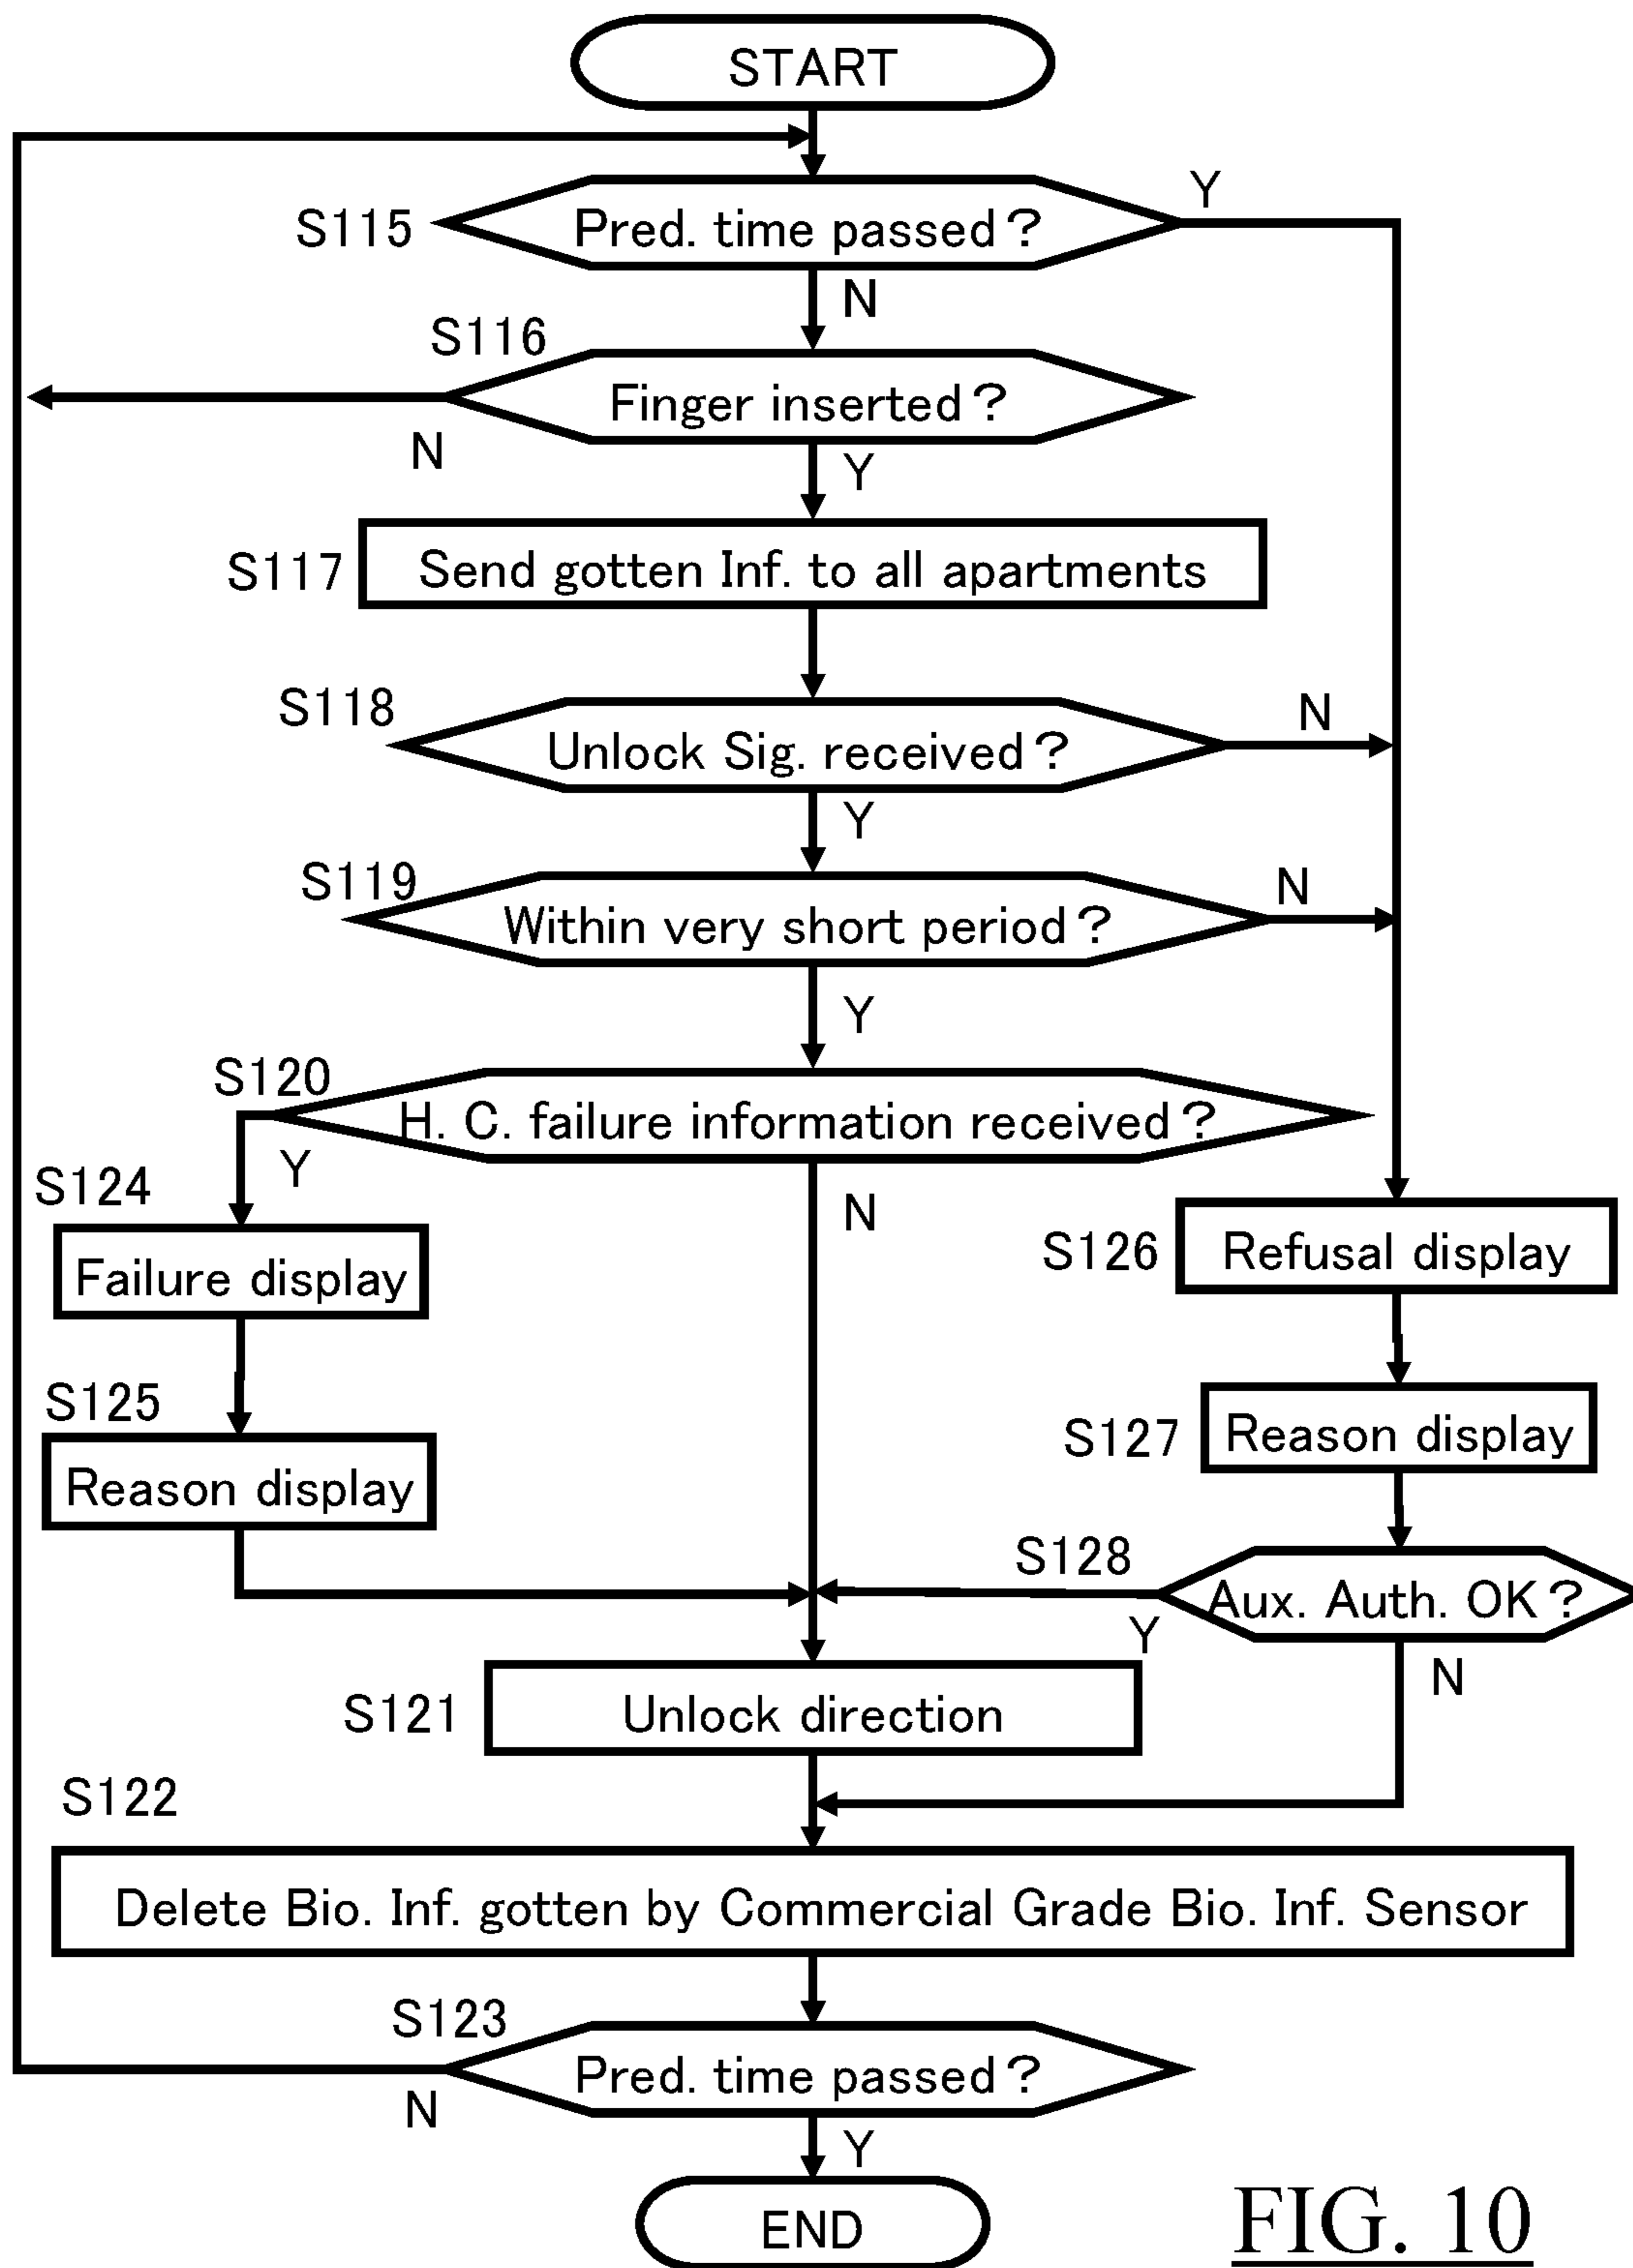 START
Y
S115
Pred. time passed?
N
S116
Finger inserted?
N
Y
S117
Send gotten Inf. to all apartments
S118
N
Unlock Sig. received?
Y
S119
N
Within very short period?
Y
S120
H. C. failure information received?
Y
S124
N
Failure display
S126
Refusal display
S125
Reason display
S127
Reason display
S128
Aux. Auth. OK?
Y
N
S121
Unlock direction
S122
Delete Bio. Inf. gotten by Commercial Grade Bio. Inf. Sensor
S123
Pred. time passed?
N
Y
END
FIG. 10